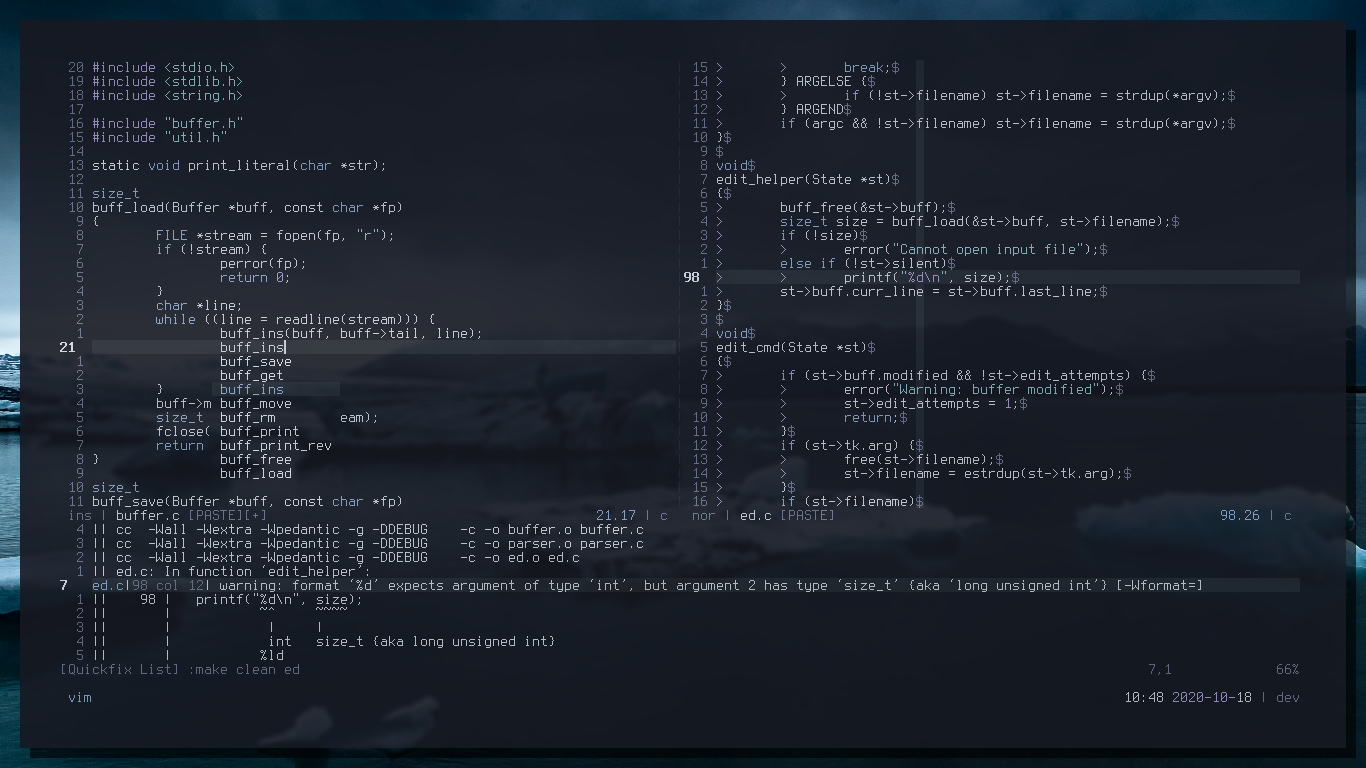 20 #include <stdio.h>
19 #include <stdlib.h>
18 #include <string.h>
17
16 #include "buffer.h"
15 #include "util.h"
14
13 static void print_literal(char *str);
12
11 size_t
10 buff_load(Buffer *buff, const char *fp)
9 {
8         FILE *stream = fopen(fp, "r");
7         if (!stream) {
6                 perror(fp);
5                 return 0;
4         }
3         char *line;
2         while ((line = readline(stream))) {
1                 buff_ins(buff, buff->tail, line);
21                 buff_ins
1                 buff_save
2                 buff_get
3         }       buff_ins
4         buff->m buff_move
5         size_t  buff_rm        eam);
6         fclose( buff_print
7         return  buff_print_rev
8 }               buff_free
9                 buff_load
10 size_t
11 buff_save(Buffer *buff, const char *fp)
ins | buffer.c [PASTE][+] 21.17 | c
15 >       >       break;$
14 >       } ARGELSE {$
13 >       >       if (!st->filename) st->filename = strdup(*argv);$
12 >       } ARGEND$
11 >       if (argc && !st->filename) st->filename = strdup(*argv);$
10 }$
9 $
8 void$
7 edit_helper(State *st)$
6 {$
5 >       buff_free(&st->buff);$
4 >       size_t size = buff_load(&st->buff, st->filename);$
3 >       if (!size)$
2 >       >       error("Cannot open input file");$
1 >       else if (!st->silent)$
98 >       >       printf("%d\n", size);$
1 >       st->buff.curr_line = st->buff.last_line;$
2 }$
3 $
4 void$
5 edit_cmd(State *st)$
6 {$
7 >       if (st->buff.modified && !st->edit_attempts) {$
8 >       >       error("Warning: buffer modified");$
9 >       >       st->edit_attempts = 1;$
10 >       >       return;$
11 >       }$
12 >       if (st->tk.arg) {$
13 >       >       free(st->filename);$
14 >       >       st->filename = estrdup(st->tk.arg);$
15 >       }$
16 >       if (st->filename)$
nor | ed.c [PASTE] 98.26 | c
4 || cc  -Wall -Wextra -Wpedantic -g -DDEBUG    -c -o buffer.o buffer.c
3 || cc  -Wall -Wextra -Wpedantic -g -DDEBUG    -c -o parser.o parser.c
2 || cc  -Wall -Wextra -Wpedantic -g -DDEBUG    -c -o ed.o ed.c
1 || ed.c: In function ‘edit_helper’:
7 ed.c|98 col 12| warning: format ‘%d’ expects argument of type ‘int’, but argument 2 has type ‘size_t’ {aka ‘long unsigned int’} [-Wformat=]
1 ||    98 |   printf("%d\n", size);
2 ||       |           ~^     ~~~~
3 ||       |            |     |
4 ||       |            int   size_t {aka long unsigned int}
5 ||       |           %ld
[Quickfix List] :make clean ed 7,1 66%
vim 10:48 2020-10-18 | dev